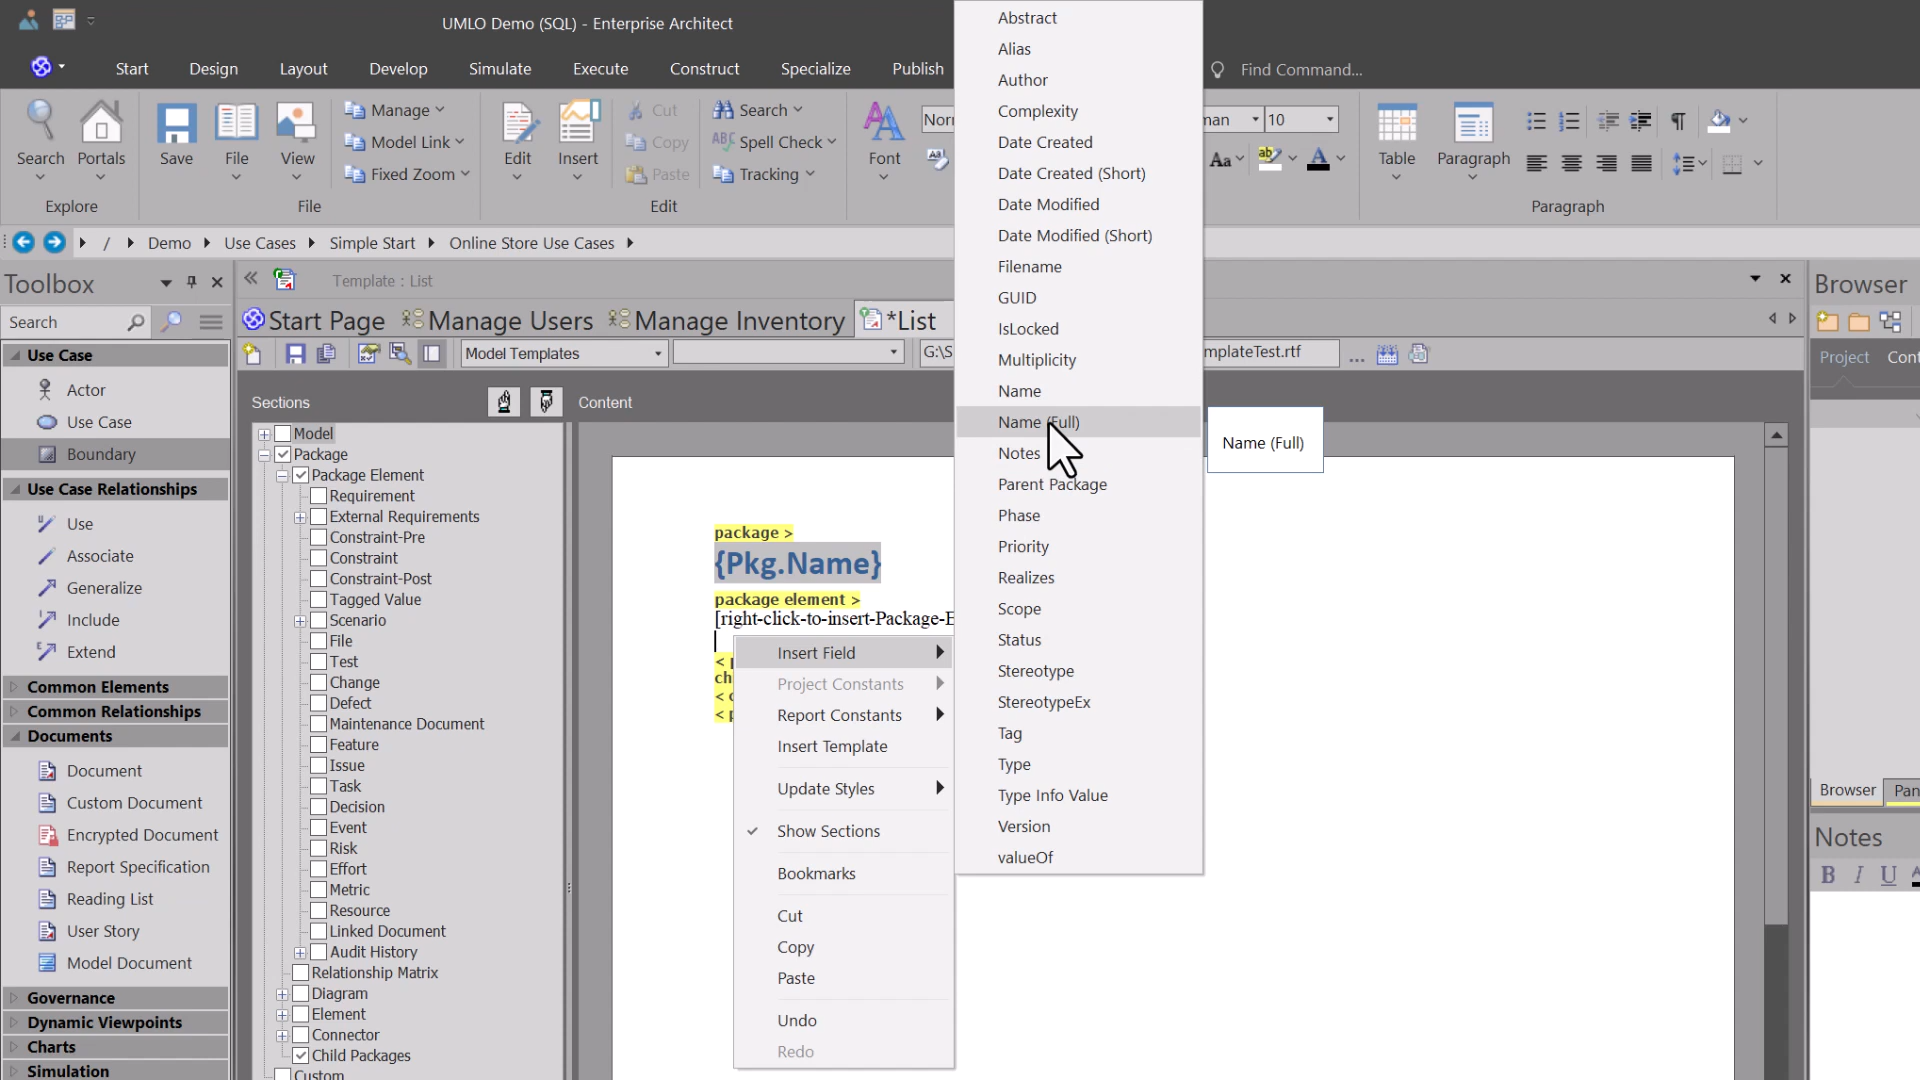 UMLO Demo (SQL) - Enterprise Architect
Start
Design
Layout
Develop
Simulate
Execute
Construct
Specialize
Publish
Find Command...
Search
Portals
Explore
Save
File
View
Manage
Model Link
Fixed Zoom
File
Edit
Insert
Cut
Copy
Paste
Search
Spell Check
Tracking
Edit
Font
Nor
man
10
Aa
Table
Paragraph
Paragraph
/
Demo
Use Cases
Simple Start
Online Store Use Cases
Toolbox
Search
Use Case
Actor
Use Case
Boundary
Use Case Relationships
Use
Associate
Generalize
Include
Extend
Common Elements
Common Relationships
Documents
Document
Custom Document
Encrypted Document
Report Specification
Reading List
User Story
Model Document
Governance
Dynamic Viewpoints
Charts
Simulation
Template : List
Start Page
Manage Users
Manage Inventory
*List
Model Templates
G:\S
mplateTest.rtf
Sections
Content
Model
Package
Package Element
Requirement
External Requirements
Constraint-Pre
Constraint
Constraint-Post
Tagged Value
Scenario
File
Test
Change
Defect
Maintenance Document
Feature
Issue
Task
Decision
Event
Risk
Effort
Metric
Resource
Linked Document
Audit History
Relationship Matrix
Diagram
Element
Connector
Child Packages
Custom
package >
{Pkg.Name}
package element >
[right-click-to-insert-Package-E
< p
ch
< c
< p
Insert Field
Project Constants
Report Constants
Insert Template
Update Styles
Show Sections
Bookmarks
Cut
Copy
Paste
Undo
Redo
Abstract
Alias
Author
Complexity
Date Created
Date Created (Short)
Date Modified
Date Modified (Short)
Filename
GUID
IsLocked
Multiplicity
Name
Name (Full)
Notes
Parent Package
Phase
Priority
Realizes
Scope
Status
Stereotype
StereotypeEx
Tag
Type
Type Info Value
Version
valueOf
Name (Full)
Browser
Project
Cont
Browser
Pan
Notes
B I U A